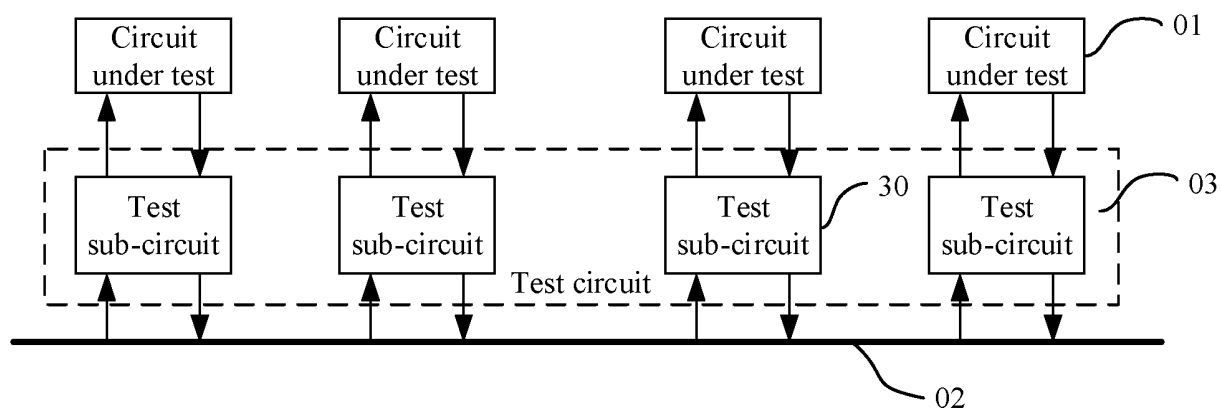 Circuit
under test
Circuit
under test
Circuit
under test
Circuit
under test
01
Test
sub-circuit
Test
sub-circuit
Test
sub-circuit
30
Test
sub-circuit
03
Test circuit
02